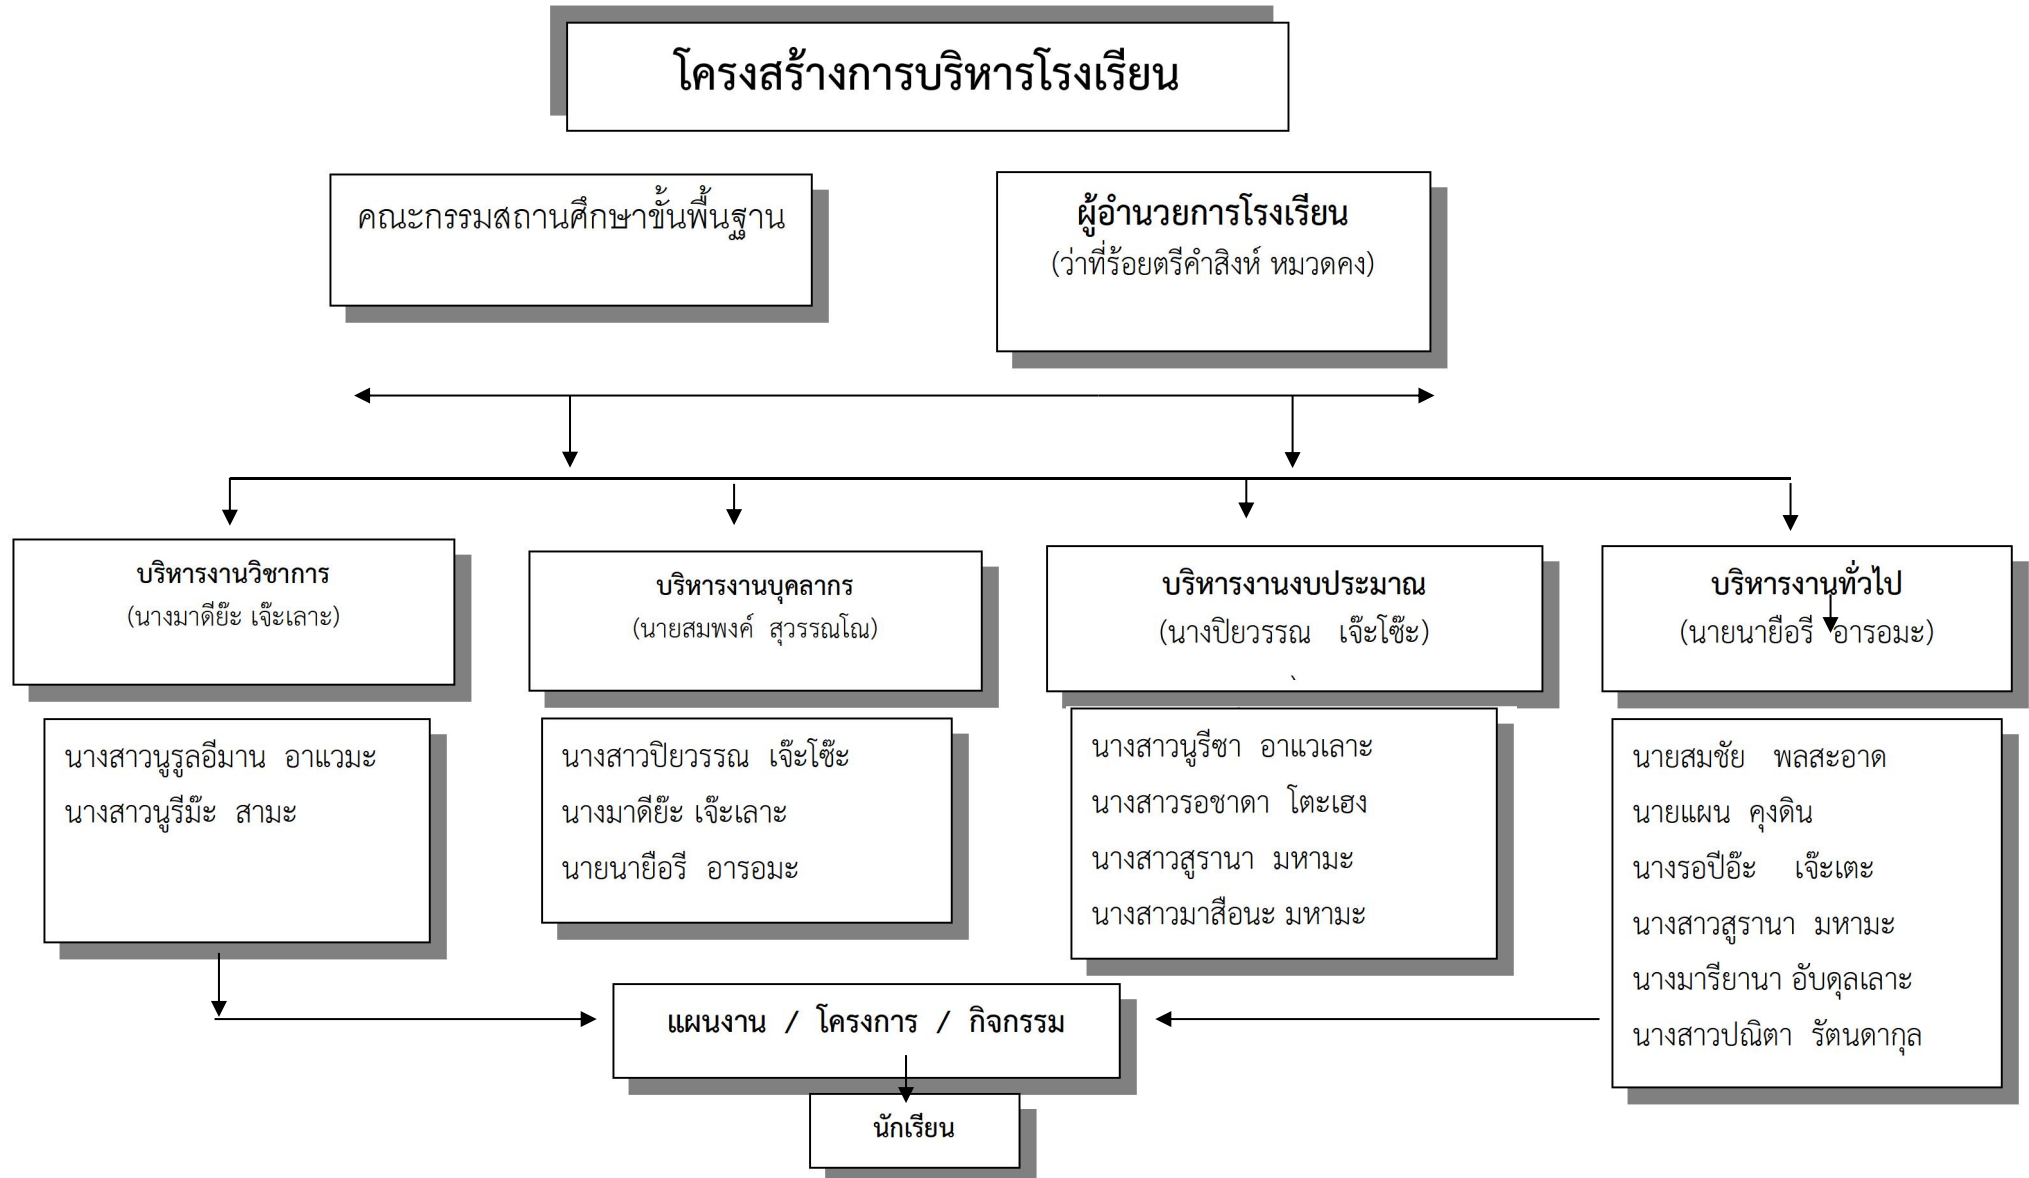 โครงสร้างการบริหารโรงเรียน
คณะกรรมสถานศึกษาขั้นพื้นฐาน
ผู้อำนวยการโรงเรียน
(ว่าที่ร้อยตรีคำสิงห์ หมวดคง)
บริหารงานวิชาการ
(นางมาดีย๊ะ เจ๊ะเลาะ)
บริหารงานบุคลากร
(นายสมพงค์ สุวรรณโณ)
บริหารงานงบประมาณ
(นางปิยวรรณ เจ๊ะโซ๊ะ)
บริหารงานทั่วไป
(นายนายือรี อารอมะ)
นางสาวนูรูลอีมาน อาแวมะ
นางสาวนูรีม๊ะ สามะ
นางสาวปิยวรรณ เจ๊ะโซ๊ะ
นางมาดีย๊ะ เจ๊ะเลาะ
นายนายือรี อารอมะ
นางสาวนูรีซา อาแวเลาะ
นางสาวรอชาดา โตะเฮง
นางสาวสูรานา มหามะ
นางสาวมาสือนะ มหามะ
นายสมชัย พลสะอาด
นายแผน คุงดิน
นางรอปีอ๊ะ เจ๊ะเตะ
นางสาวสูรานา มหามะ
นางมารียานา อับดุลเลาะ
นางสาวปณิตา รัตนดากุล
แผนงาน / โครงการ / กิจกรรม
นักเรียน